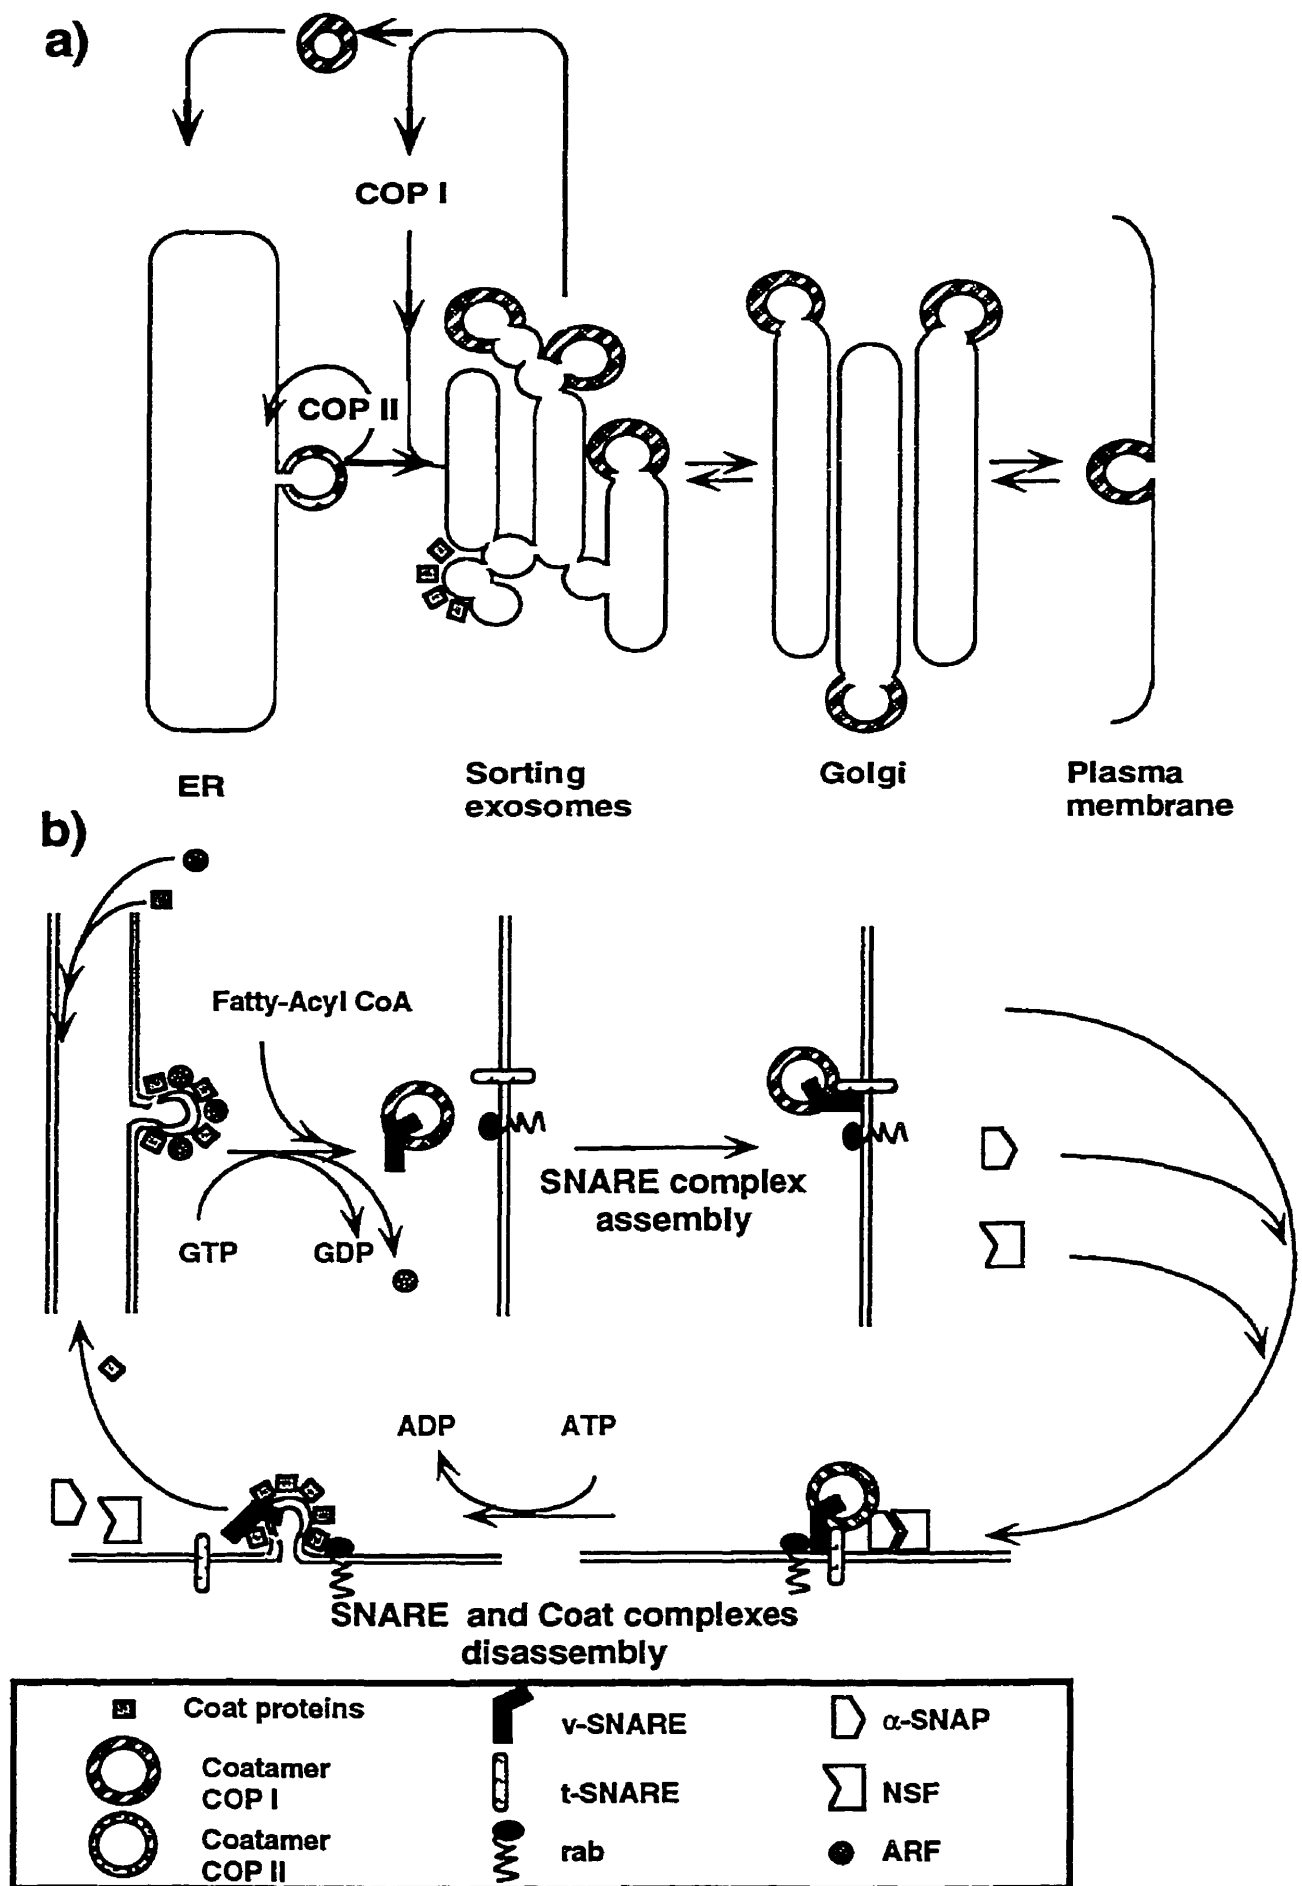 a)
COP I
COP II
ER
Sorting
exosomes
Golgi
Plasma
membrane
b)
Fatty-Acyl CoA
GTP
GDP
SNARE complex
assembly
ADP
ATP
SNARE and Coat complexes
disassembly
Coat proteins
Coatamer
COP I
Coatamer
COP II
v-SNARE
t-SNARE
rab
α-SNAP
NSF
ARF